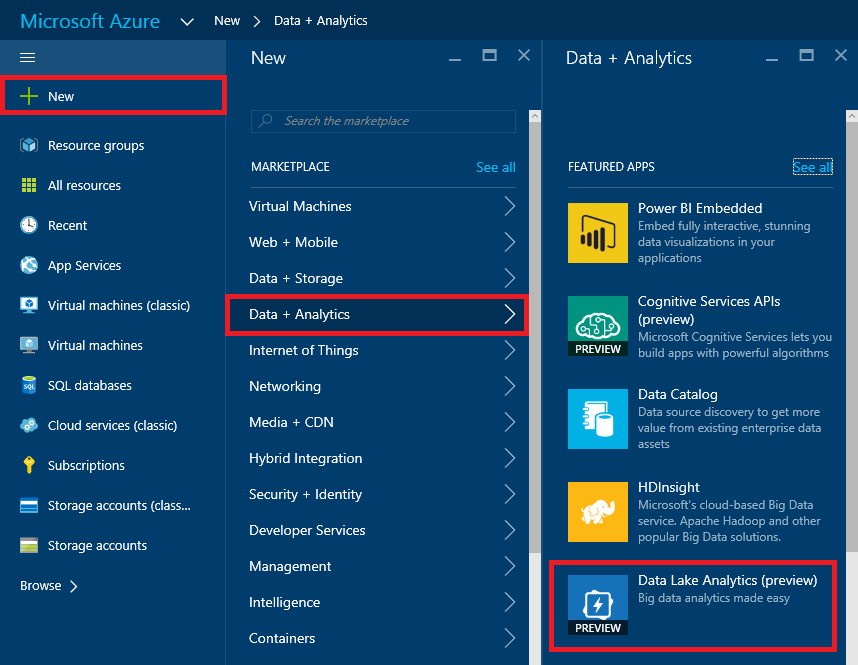 Microsoft Azure New Data + Analytics
New
Resource groups
All resources
Recent
App Services
Virtual machines (classic)
Virtual machines
SQL databases
Cloud services (classic)
Subscriptions
Storage accounts (class...
Storage accounts
Browse
New
Search the marketplace
MARKETPLACE See all
Virtual Machines
Web + Mobile
Data + Storage
Data + Analytics
Internet of Things
Networking
Media + CDN
Hybrid Integration
Security + Identity
Developer Services
Management
Intelligence
Containers
Data + Analytics
FEATURED APPS See all
Power BI Embedded
Embed fully interactive, stunning
data visualizations in your
applications
Cognitive Services APIs
(preview)
Microsoft Cognitive Services lets you
build apps with powerful algorithms
PREVIEW
Data Catalog
Data source discovery to get more
value from existing enterprise data
assets
HDInsight
Microsoft's cloud-based Big Data
service. Apache Hadoop and other
popular Big Data solutions.
Data Lake Analytics (preview)
Big data analytics made easy
PREVIEW